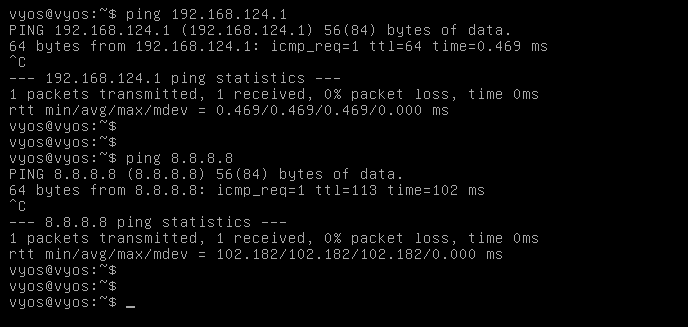 vyos@vyos:~$ ping 192.168.124.1
PING 192.168.124.1 (192.168.124.1) 56(84) bytes of data.
64 bytes from 192.168.124.1: icmp_req=1 ttl=64 time=0.469 ms
^C
--- 192.168.124.1 ping statistics ---
1 packets transmitted, 1 received, 0% packet loss, time 0ms
rtt min/avg/max/mdev = 0.469/0.469/0.469/0.000 ms
vyos@vyos:~$
vyos@vyos:~$
vyos@vyos:~$ ping 8.8.8.8
PING 8.8.8.8 (8.8.8.8) 56(84) bytes of data.
64 bytes from 8.8.8.8: icmp_req=1 ttl=113 time=102 ms
^C
--- 8.8.8.8 ping statistics ---
1 packets transmitted, 1 received, 0% packet loss, time 0ms
rtt min/avg/max/mdev = 102.182/102.182/102.182/0.000 ms
vyos@vyos:~$
vyos@vyos:~$
vyos@vyos:~$ _